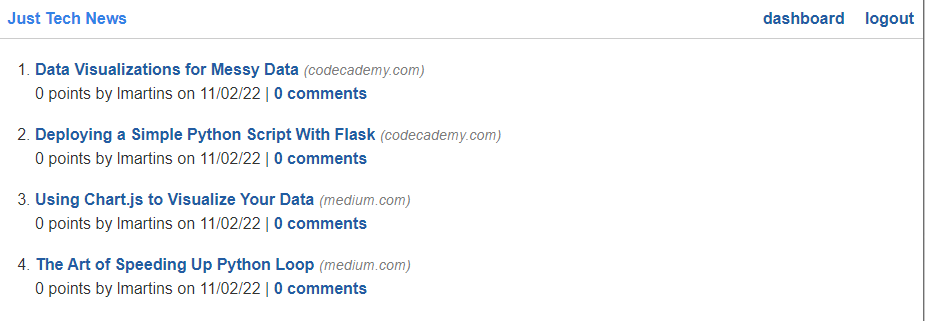 Just Tech News dashboard logout
1. Data Visualizations for Messy Data (codecademy.com)
0 points by lmartins on 11/02/22 | 0 comments
2. Deploying a Simple Python Script With Flask (codecademy.com)
0 points by lmartins on 11/02/22 | 0 comments
3. Using Chart.js to Visualize Your Data (medium.com)
0 points by lmartins on 11/02/22 | 0 comments
4. The Art of Speeding Up Python Loop (medium.com)
0 points by lmartins on 11/02/22 | 0 comments